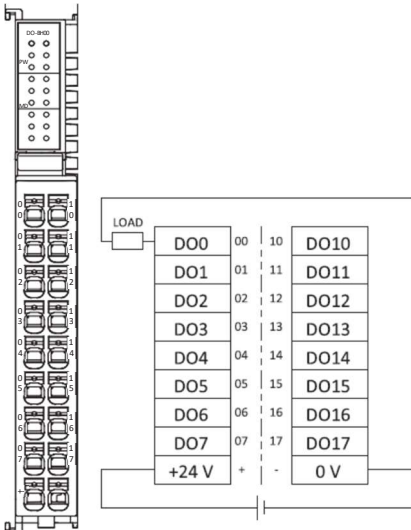 DO-8H00
PW
MD
0 0 1 0
0 1 1 1
0 2 1 2
0 3 1 3
0 4 1 4
0 5 1 5
0 6 1 6
0 7 1 7
+
LOAD
DO0 00 10 DO10
DO1 01 11 DO11
DO2 02 12 DO12
DO3 03 13 DO13
DO4 04 14 DO14
DO5 05 15 DO15
DO6 06 16 DO16
DO7 07 17 DO17
+24 V + - 0 V